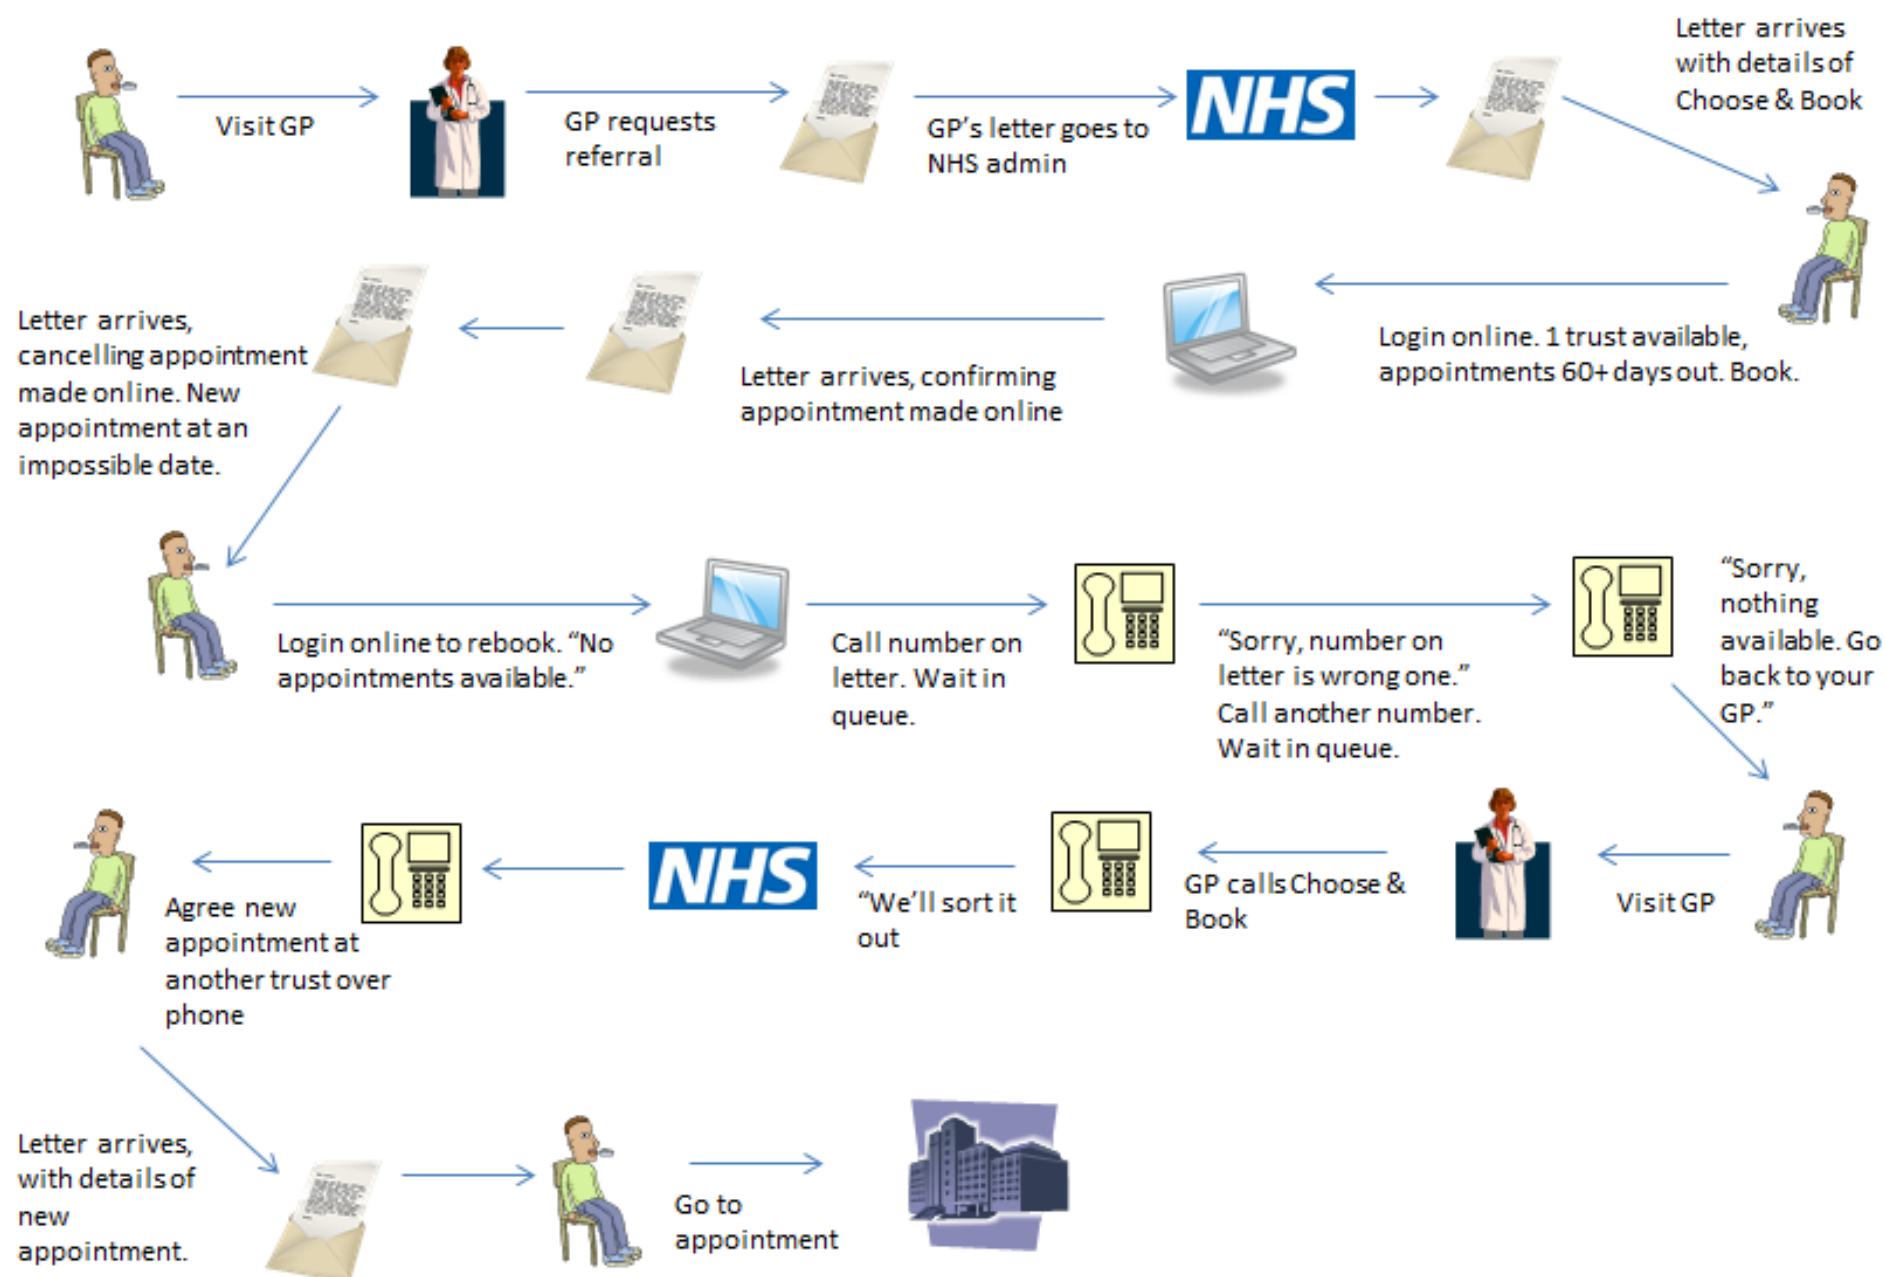 Visit GP
GP requests
referral
GP’s letter goes to
NHS admin
NHS
Letter arrives
with details of
Choose & Book
Login online. 1 trust available,
appointments 60+ days out. Book.
Letter arrives, confirming
appointment made online
Letter arrives,
cancelling appointment
made online. New
appointment at an
impossible date.
Login online to rebook. “No
appointments available.”
Call number on
letter. Wait in
queue.
“Sorry, number on
letter is wrong one.”
Call another number.
Wait in queue.
“Sorry,
nothing
available. Go
back to your
GP.”
Visit GP
GP calls Choose &
Book
“We’ll sort it
out
NHS
Agree new
appointment at
another trust over
phone
Letter arrives,
with details of
new
appointment.
Go to
appointment